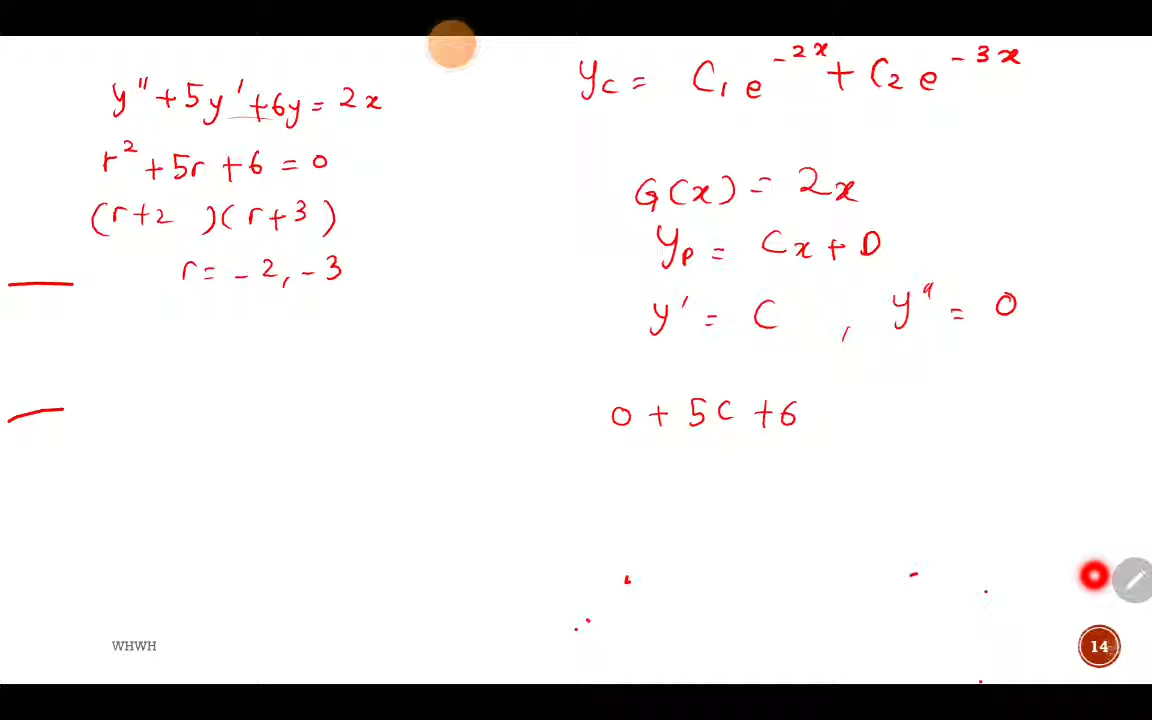 y" + 5y' + 6y = 2x
r² + 5r + 6 = 0
(r+2 )(r+3 )
r = -2, -3
y_c = C₁e^{-2x} + C₂e^{-3x}
G(x) = 2x
y_p = Cx + D
y' = C , y" = 0
0 + 5C + 6
WHWH
14